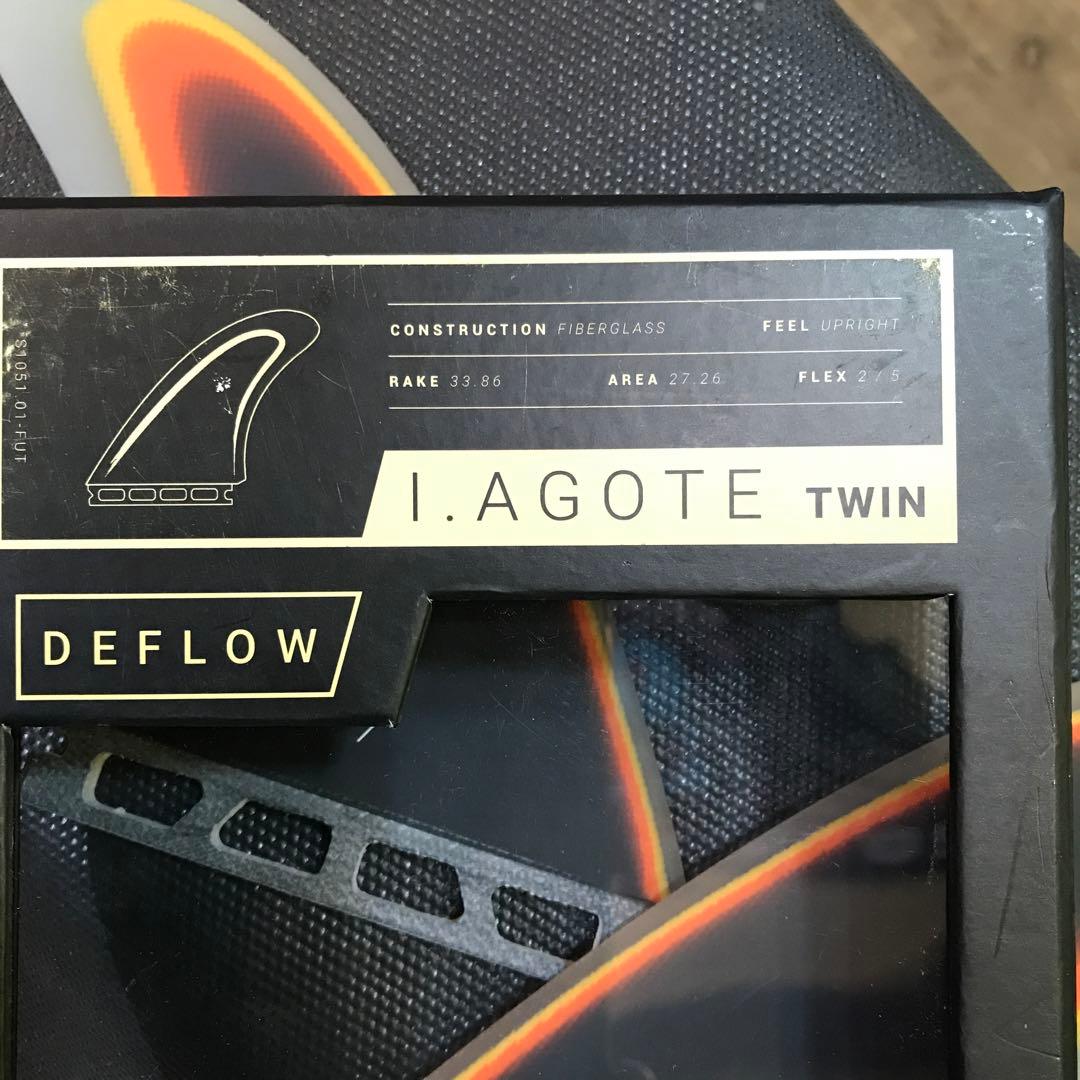 CONSTRUCTION FIBERGLASS FEEL UPRIGHT
RAKE 33.86 AREA 27.26 FLEX 2 / 5
S1051.01-FUT
I.AGOTE TWIN
DEFLOW